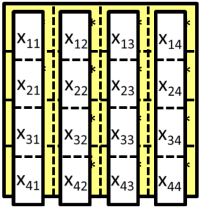 x₁₁ x₁₂ x₁₃ x₁₄
x₂₁ x₂₂ x₂₃ x₂₄
x₃₁ x₃₂ x₃₃ x₃₄
x₄₁ x₄₂ x₄₃ x₄₄